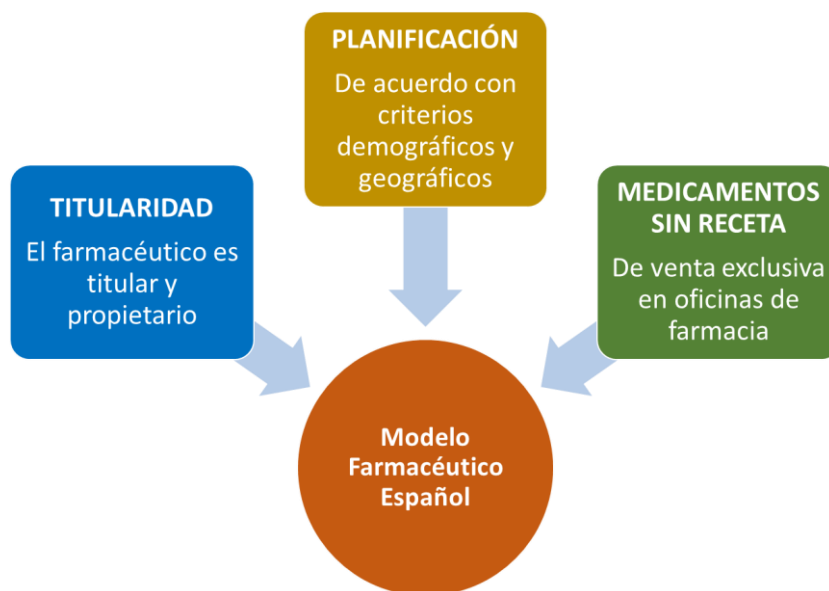 PLANIFICACIÓN
De acuerdo con
criterios
demográficos y
geográficos
TITULARIDAD
El farmacéutico es
titular y
propietario
MEDICAMENTOS
SIN RECETA
De venta exclusiva
en oficinas de
farmacia
Modelo
Farmacéutico
Español